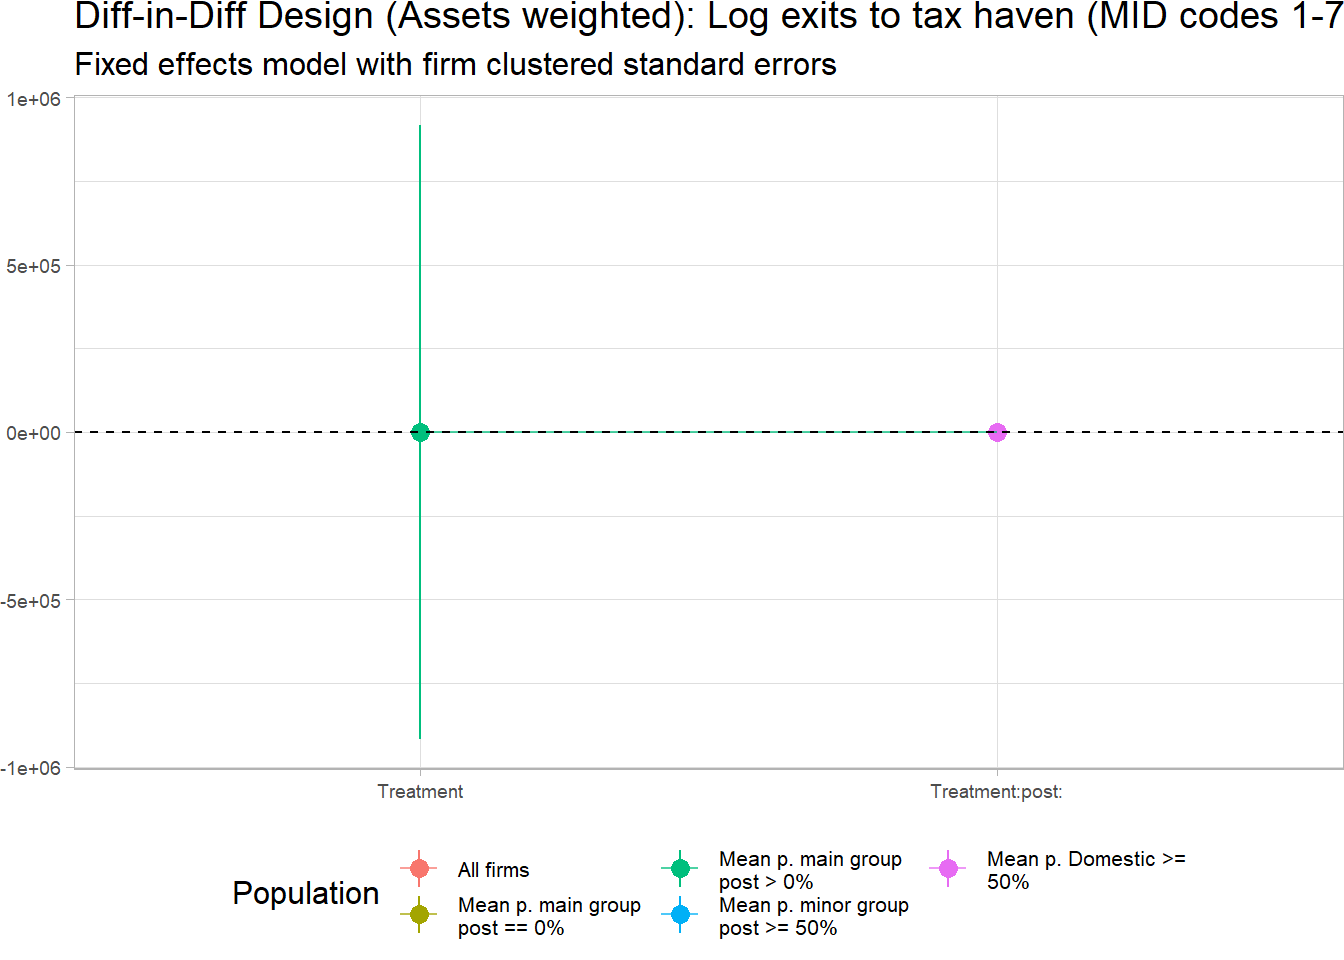 Diff-in-Diff Design (Assets weighted): Log exits to tax haven (MID codes 1-7
Fixed effects model with firm clustered standard errors
1e+06
5e+05
0e+00
-5e+05
-1e+06
Treatment
Treatment:post:
Population
All firms
Mean p. main group
post == 0%
Mean p. main group
post > 0%
Mean p. minor group
post >= 50%
Mean p. Domestic >=
50%